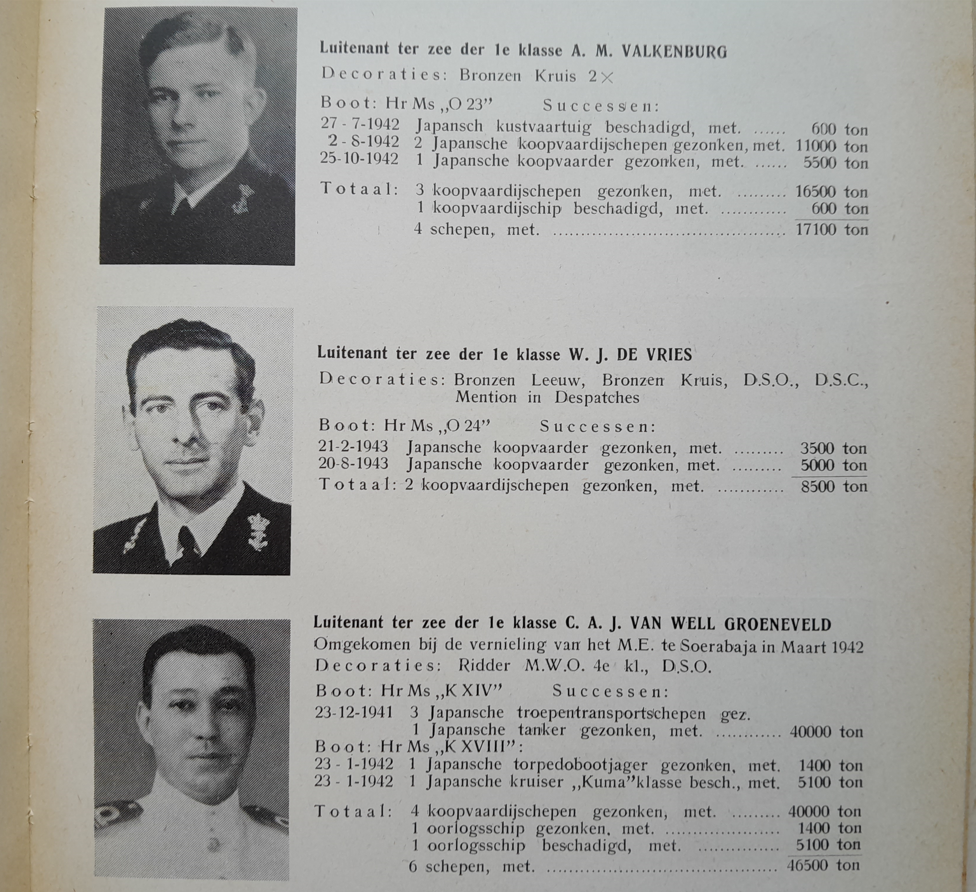 Luitenant ter zee der 1e klasse A. M. VALKENBURG
Decoraties: Bronzen Kruis 2×
Boot: Hr Ms „O 23” Successen:
27 - 7-1942 Japansch kustvaartuig beschadigd, met. ...... 600 ton
2 - 8-1942 2 Japansche koopvaardijschepen gezonken, met. 11000 ton
25-10-1942 1 Japansche koopvaarder gezonken, met. ...... 5500 ton
Totaal: 3 koopvaardijschepen gezonken, met. ......... 16500 ton
1 koopvaardijschip beschadigd, met. ............ 600 ton
4 schepen, met. .......................................... 17100 ton
Luitenant ter zee der 1e klasse W. J. DE VRIES
Decoraties: Bronzen Leeuw, Bronzen Kruis, D.S.O., D.S.C.,
Mention in Despatches
Boot: Hr Ms „O 24” Successen:
21-2-1943 Japansche koopvaarder gezonken, met. ......... 3500 ton
20-8-1943 Japansche koopvaarder gezonken, met. ......... 5000 ton
Totaal: 2 koopvaardijschepen gezonken, met. ............ 8500 ton
Luitenant ter zee der 1e klasse C. A. J. VAN WELL GROENEVELD
Omgekomen bij de vernieling van het M.E. te Soerabaja in Maart 1942
Decoraties: Ridder M.W.O. 4e kl., D.S.O.
Boot: Hr Ms „K XIV” Successen:
23-12-1941 3 Japansche troepentransportschepen gez.
1 Japansche tanker gezonken, met. ............ 40000 ton
Boot: Hr Ms „K XVIII”:
23 - 1-1942 1 Japansche torpedobootjager gezonken, met. 1400 ton
23 - 1-1942 1 Japansche kruiser „Kuma”klasse besch., met. 5100 ton
Totaal: 4 koopvaardijschepen gezonken, met. ......... 40000 ton
1 oorlogsschip gezonken, met. ..................... 1400 ton
1 oorlogsschip beschadigd, met. ............... 5100 ton
6 schepen, met. .......................................... 46500 ton